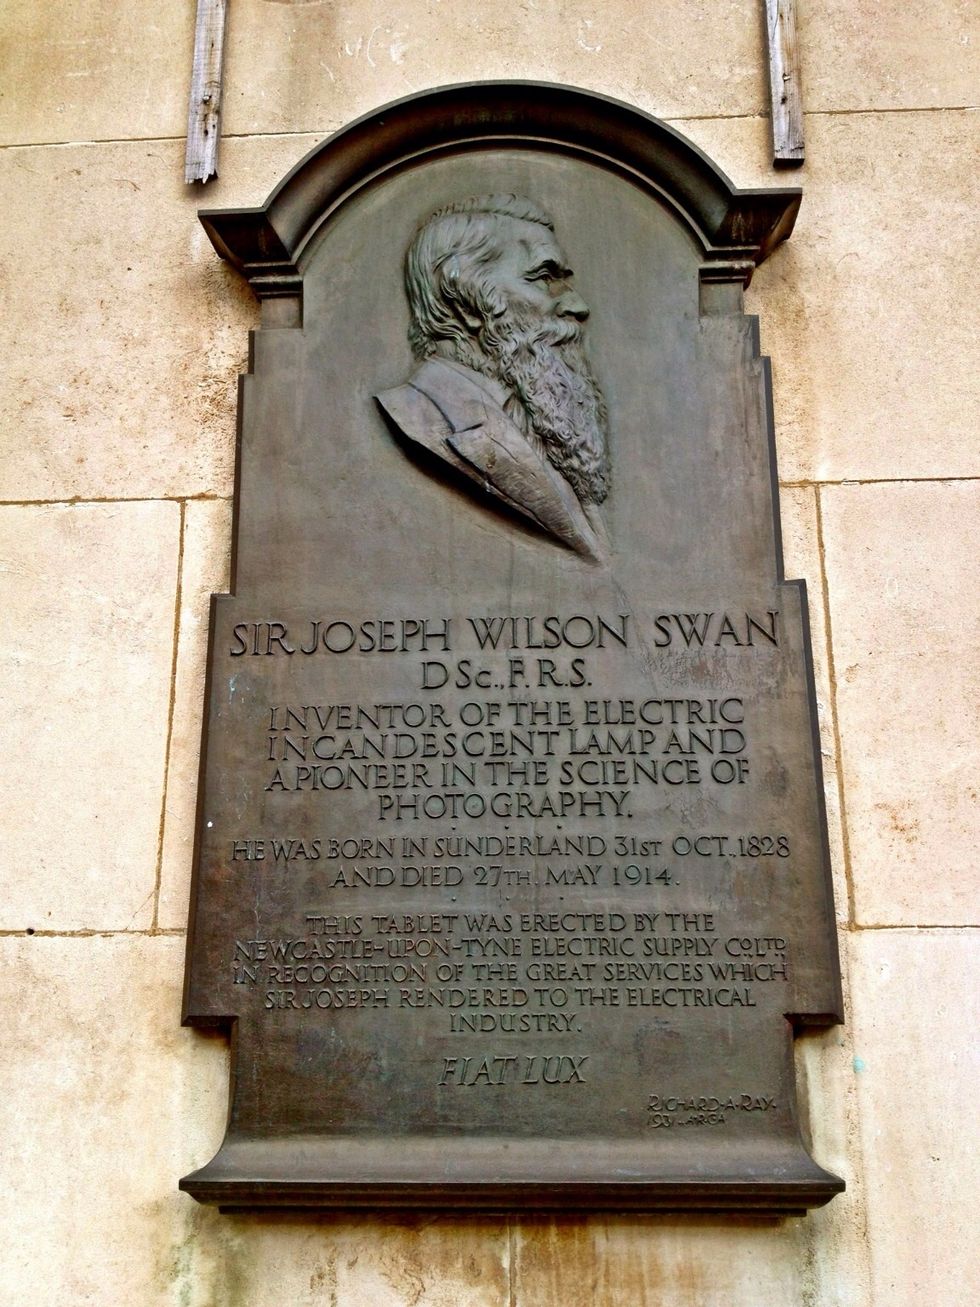 SIR JOSEPH WILSON SWAN
D.Sc., F.R.S.
INVENTOR OF THE ELECTRIC
INCANDESCENT LAMP AND
A PIONEER IN THE SCIENCE OF
PHOTOGRAPHY.
HE WAS BORN IN SUNDERLAND 31ST OCT., 1828
AND DIED 27TH. MAY 1914.
THIS TABLET WAS ERECTED BY THE
NEWCASTLE-UPON-TYNE ELECTRIC SUPPLY CO. LTD.,
IN RECOGNITION OF THE GREAT SERVICES WHICH
SIR JOSEPH RENDERED TO THE ELECTRICAL
INDUSTRY.
FIAT LUX
RICHARD·A·RAY·
1931·A·R·C·A